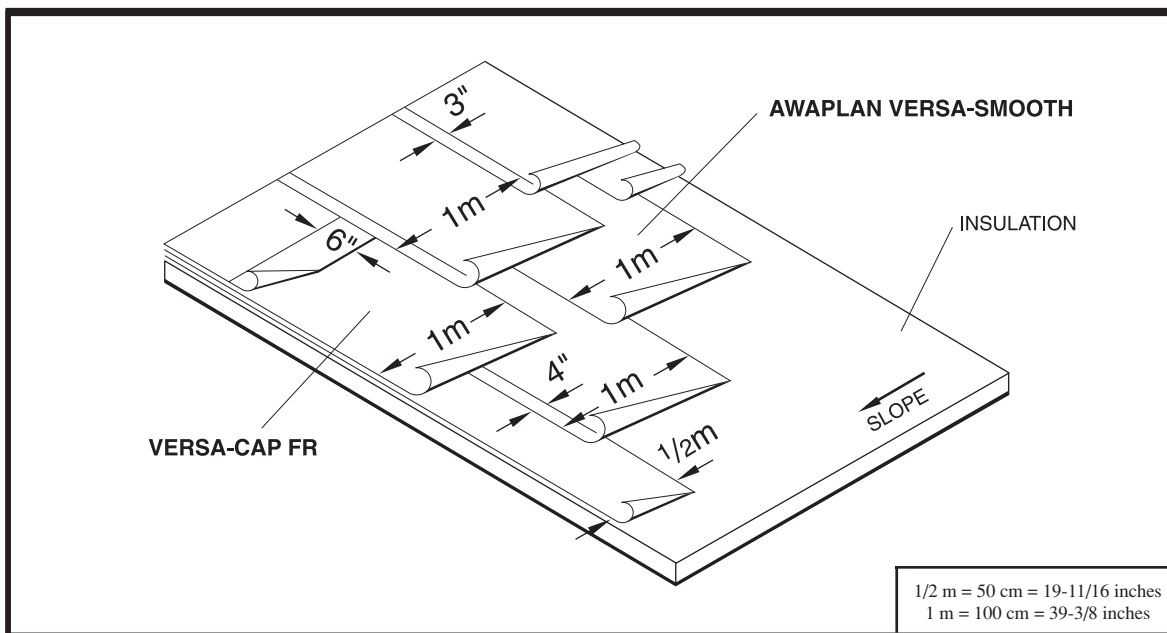 3"
AWAPLAN VERSA-SMOOTH
1m
INSULATION
6"
1m
1m
4"
1m
SLOPE
VERSA-CAP FR
1/2m
1/2 m = 50 cm = 19-11/16 inches
1 m = 100 cm = 39-3/8 inches